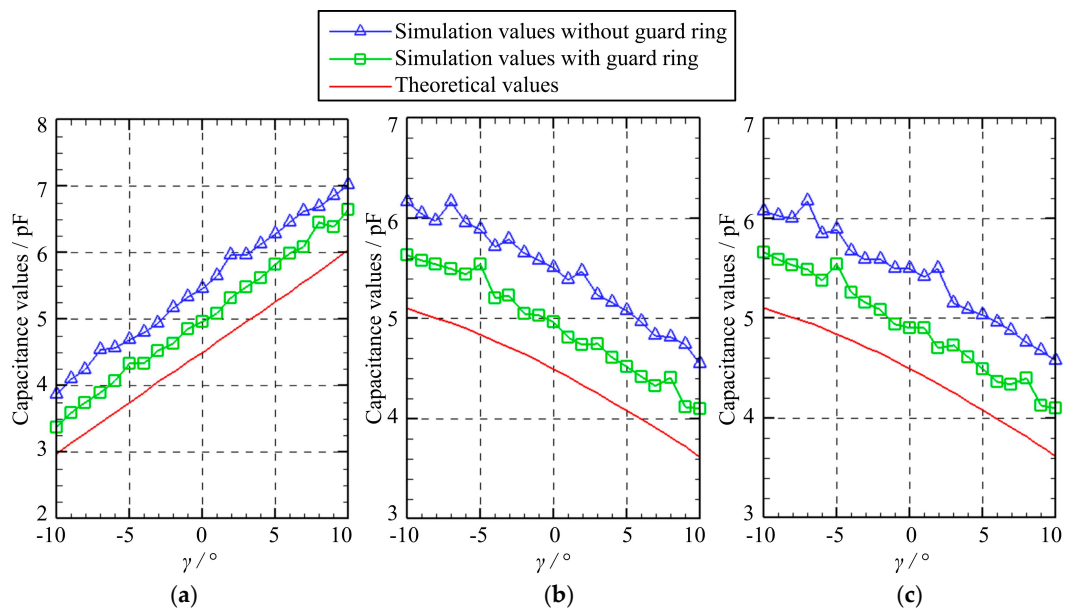 Simulation values without guard ring
Simulation values with guard ring
Theoretical values
Capacitance values / pF
8
7
6
5
4
3
2
-10
-5
0
5
10
γ / °
(a)
Capacitance values / pF
7
6
5
4
3
-10
-5
0
5
10
γ / °
(b)
Capacitance values / pF
7
6
5
4
3
-10
-5
0
5
10
γ / °
(c)